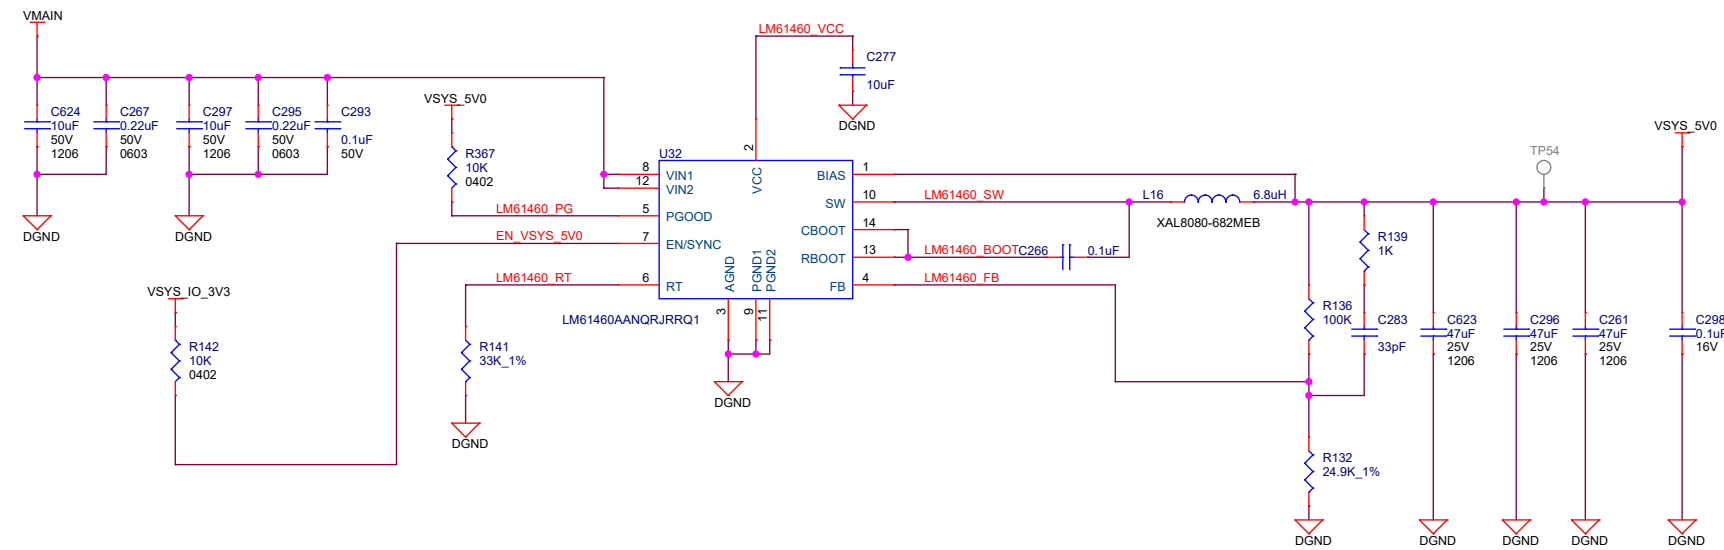 VMAIN
C624
10uF
50V
1206
C267
0.22uF
50V
0603
C297
10uF
50V
1206
C295
0.22uF
50V
0603
C293
0.1uF
50V
DGND
DGND
VSYS_5V0
R367
10K
0402
LM61460_PG
EN_VSYS_5V0
LM61460_RT
VSYS_IO_3V3
R142
10K
0402
R141
33K_1%
DGND
LM61460_VCC
C277
10uF
DGND
U32
8
12
5
7
6
VIN1
VIN2
PGOOD
EN/SYNC
RT
2
VCC
AGND
PGND1
PGND2
3
9
11
BIAS
SW
CBOOT
RBOOT
FB
1
10
14
13
4
LM61460AANQRJRRQ1
DGND
LM61460_SW
LM61460_BOOT
C266
0.1uF
LM61460_FB
L16
6.8uH
XAL8080-682MEB
TP54
VSYS_5V0
R139
1K
R136
100K
C283
33pF
C623
47uF
25V
1206
C296
47uF
25V
1206
C261
47uF
25V
1206
C298
0.1uF
16V
R132
24.9K_1%
DGND
DGND
DGND
DGND
DGND